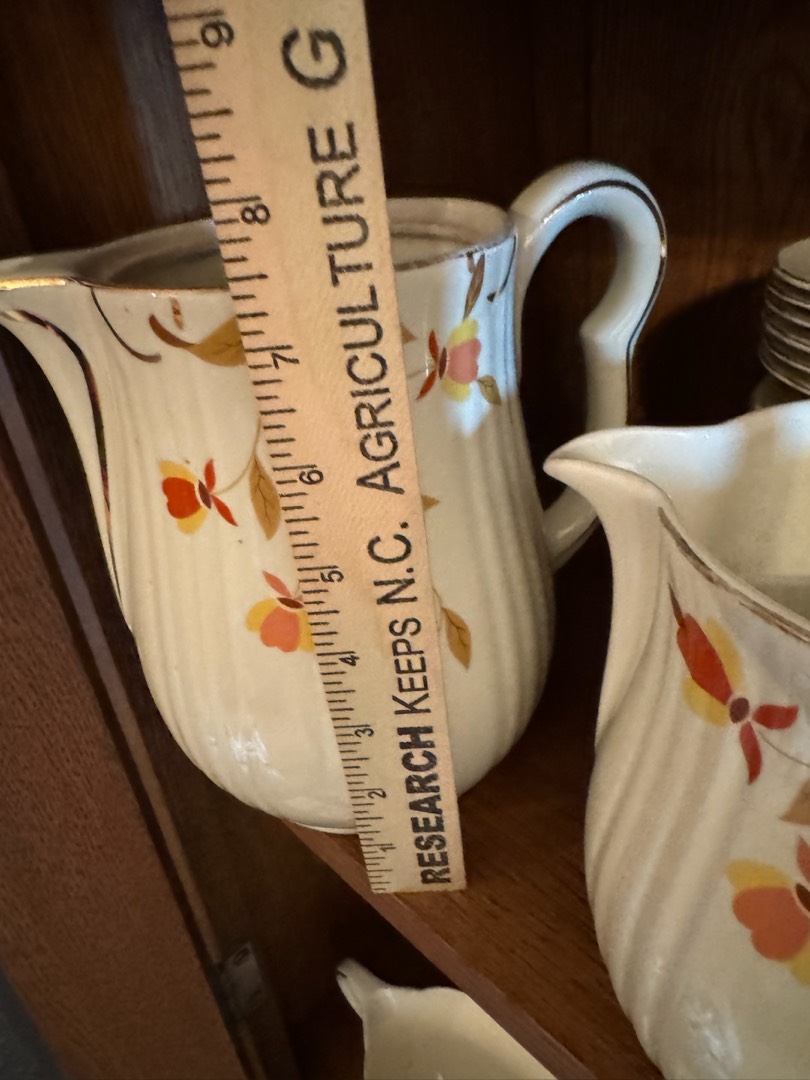 RESEARCH KEEPS N.C. AGRICULTURE G
1 2 3 4 5 6 7 8 9